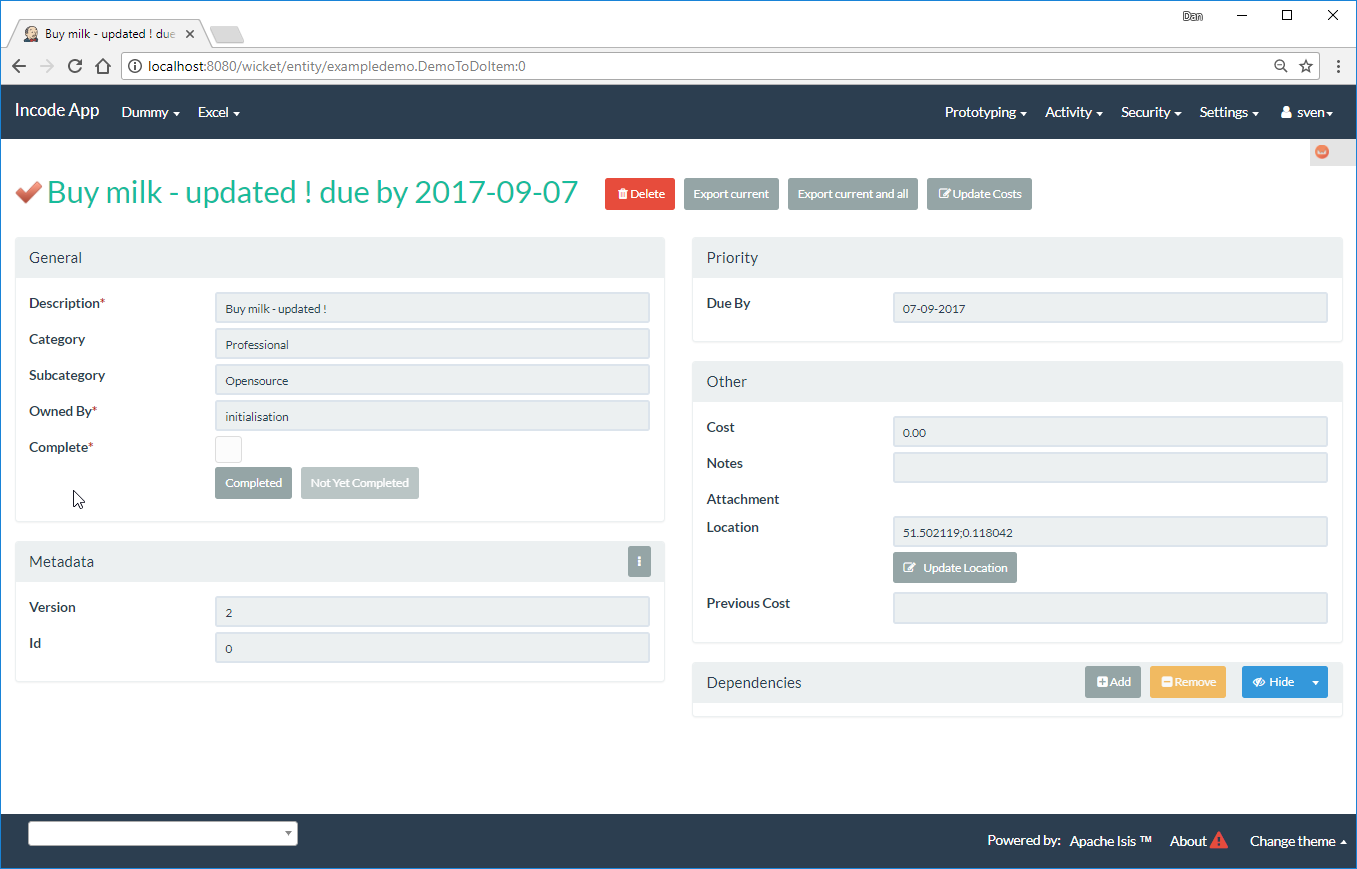 Dan
Buy milk - updated ! due
localhost:8080/wicket/entity/exampledemo.DemoToDoItem:0
Incode App Dummy Excel Prototyping Activity Security Settings sven
Buy milk - updated ! due by 2017-09-07 Delete Export current Export current and all Update Costs
General
Description* Buy milk - updated !
Category Professional
Subcategory Opensource
Owned By* initialisation
Complete*
Completed Not Yet Completed
Metadata
Version 2
Id 0
Priority
Due By 07-09-2017
Other
Cost 0.00
Notes
Attachment
Location 51.502119;0.118042
Update Location
Previous Cost
Dependencies Add Remove Hide
Powered by: Apache Isis ™ About Change theme